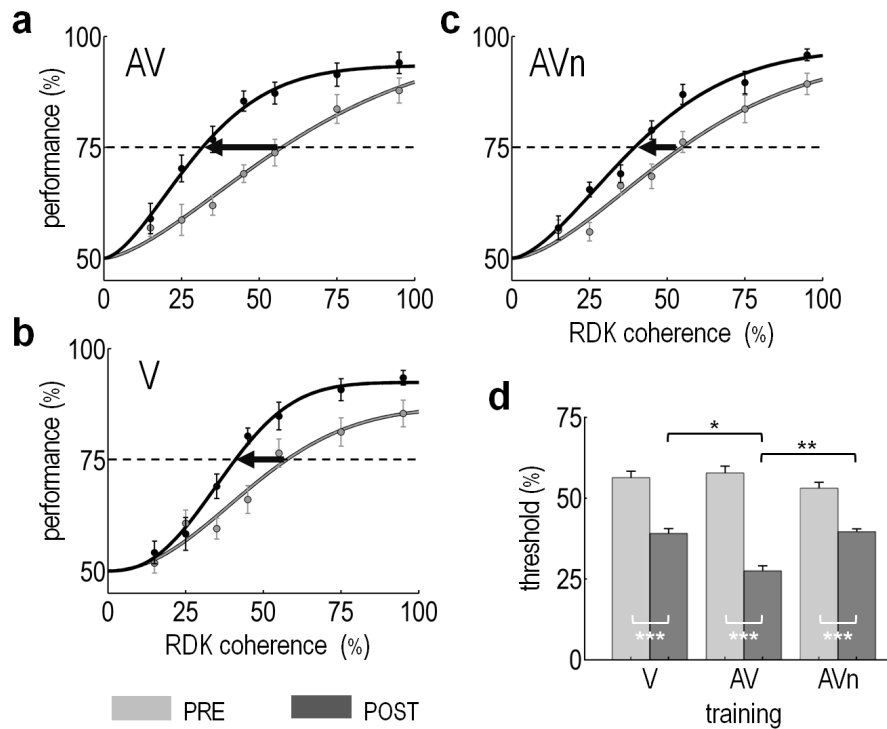 a
AV
performance (%)
100
75
50
0 25 50 75 100
c
AVn
100
75
50
0 25 50 75 100
RDK coherence (%)
b
V
performance (%)
100
75
50
0 25 50 75 100
RDK coherence (%)
d
threshold (%)
75
50
25
0
*
**
*** *** ***
V AV AVn
training
PRE POST